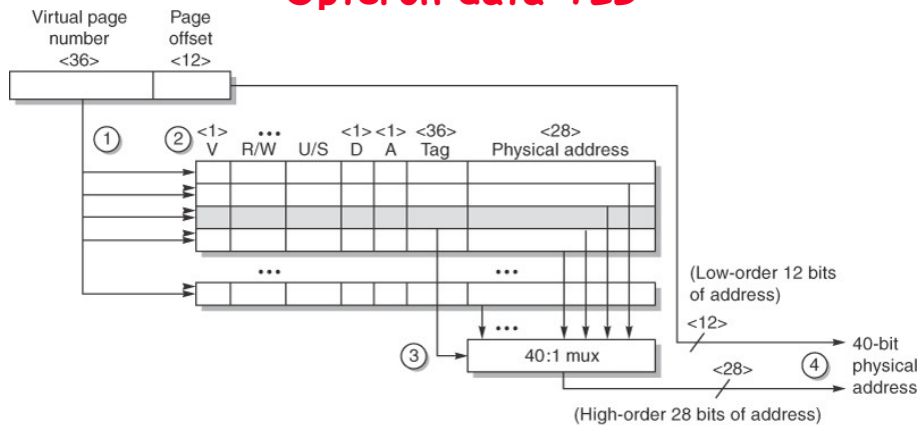 Opteron data TLB
Virtual page
number
<36>
Page
offset
<12>
1
2
<1>
V
•••
R/W
U/S
<1>
D
<1>
A
<36>
Tag
<28>
Physical address
•••
•••
(Low-order 12 bits
of address)
<12>
•••
3
40:1 mux
<28>
4
40-bit
physical
address
(High-order 28 bits of address)